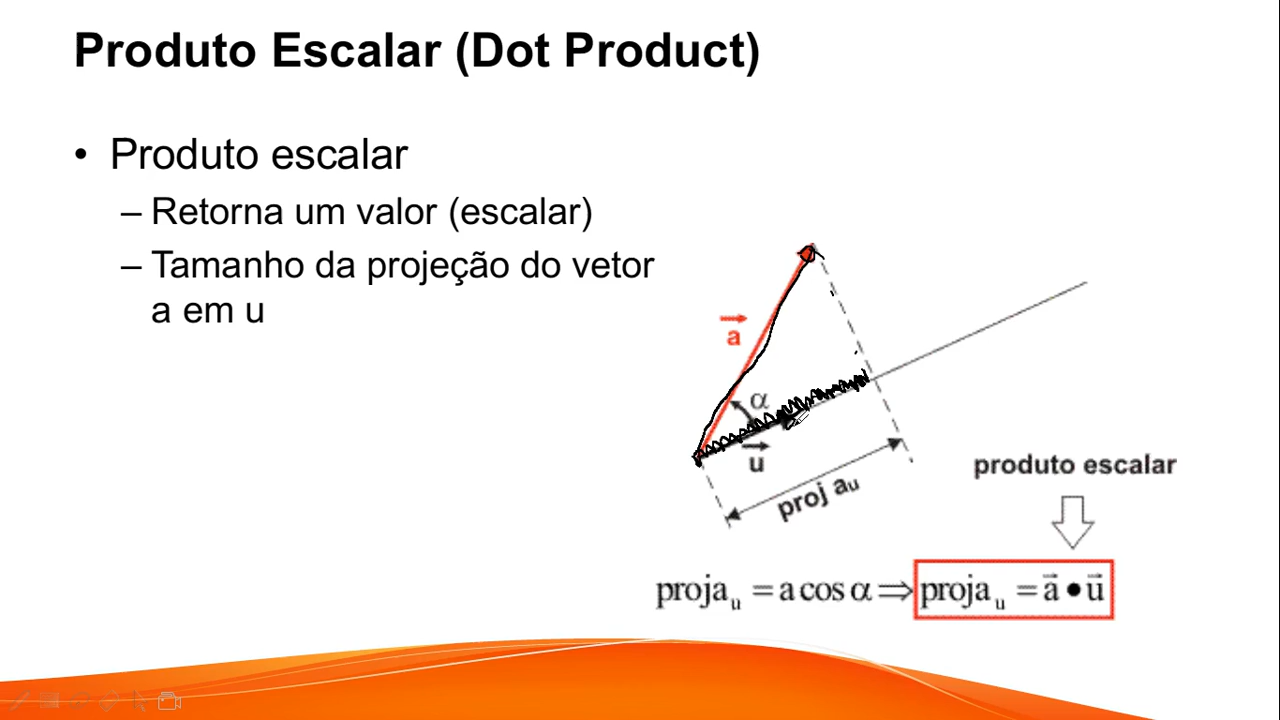 Produto Escalar (Dot Product)
• Produto escalar
– Retorna um valor (escalar)
– Tamanho da projeção do vetor
a em u
a
α
u
proj au
produto escalar
proja u = a cos α ⇒ proja u = a • u